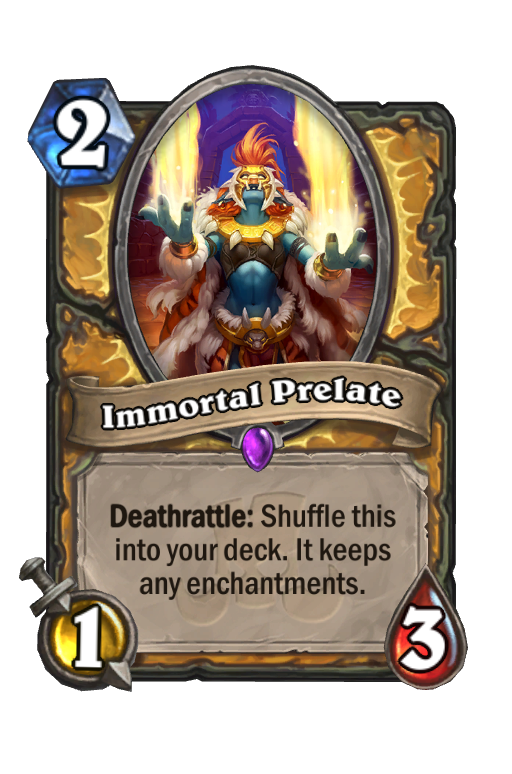 2
Immortal Prelate
Deathrattle: Shuffle this
into your deck. It keeps
any enchantments.
1
3